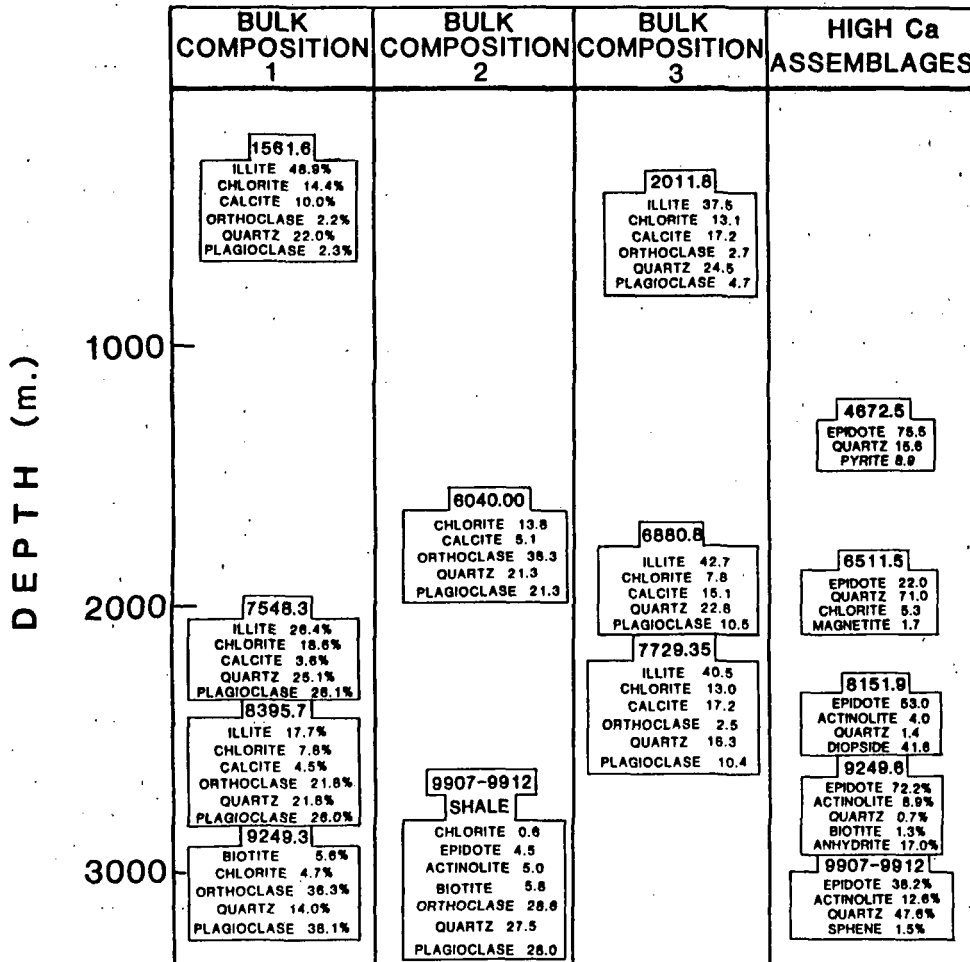 BULK COMPOSITION 1
BULK COMPOSITION 2
BULK COMPOSITION 3
HIGH Ca ASSEMBLAGES
DEPTH (m.)
1000
2000
3000
1561.6
ILLITE 48.9%
CHLORITE 14.4%
CALCITE 10.0%
ORTHOCLASE 2.2%
QUARTZ 22.0%
PLAGIOCLASE 2.3%
7548.3
ILLITE 26.4%
CHLORITE 18.6%
CALCITE 3.6%
QUARTZ 25.1%
PLAGIOCLASE 26.1%
8395.7
ILLITE 17.7%
CHLORITE 7.8%
CALCITE 4.5%
ORTHOCLASE 21.8%
QUARTZ 21.8%
PLAGIOCLASE 26.0%
9249.3
BIOTITE 5.6%
CHLORITE 4.7%
ORTHOCLASE 36.3%
QUARTZ 14.0%
PLAGIOCLASE 38.1%
6040.00
CHLORITE 13.8
CALCITE 5.1
ORTHOCLASE 38.3
QUARTZ 21.3
PLAGIOCLASE 21.3
9907-9912
SHALE
CHLORITE 0.6
EPIDOTE 4.5
ACTINOLITE 5.0
BIOTITE 5.8
ORTHOCLASE 28.6
QUARTZ 27.5
PLAGIOCLASE 28.0
2011.8
ILLITE 37.5
CHLORITE 13.1
CALCITE 17.2
ORTHOCLASE 2.7
QUARTZ 24.5
PLAGIOCLASE 4.7
6880.8
ILLITE 42.7
CHLORITE 7.8
CALCITE 15.1
QUARTZ 22.8
PLAGIOCLASE 10.5
7729.35
ILLITE 40.5
CHLORITE 13.0
CALCITE 17.2
ORTHOCLASE 2.5
QUARTZ 16.3
PLAGIOCLASE 10.4
4672.5
EPIDOTE 75.5
QUARTZ 15.6
PYRITE 8.9
6511.5
EPIDOTE 22.0
QUARTZ 71.0
CHLORITE 5.3
MAGNETITE 1.7
8151.9
EPIDOTE 53.0
ACTINOLITE 4.0
QUARTZ 1.4
DIOPSIDE 41.6
9249.6
EPIDOTE 72.2%
ACTINOLITE 8.9%
QUARTZ 0.7%
BIOTITE 1.3%
ANHYDRITE 17.0%
9907-9912
EPIDOTE 38.2%
ACTINOLITE 12.6%
QUARTZ 47.6%
SPHENE 1.5%